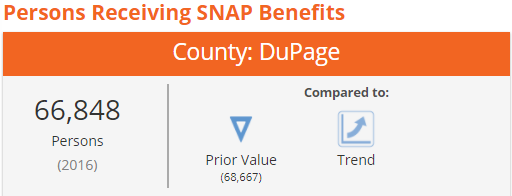 Persons Receiving SNAP Benefits
County: DuPage
66,848
Persons
(2016)
Compared to:
Prior Value
(68,667)
Trend